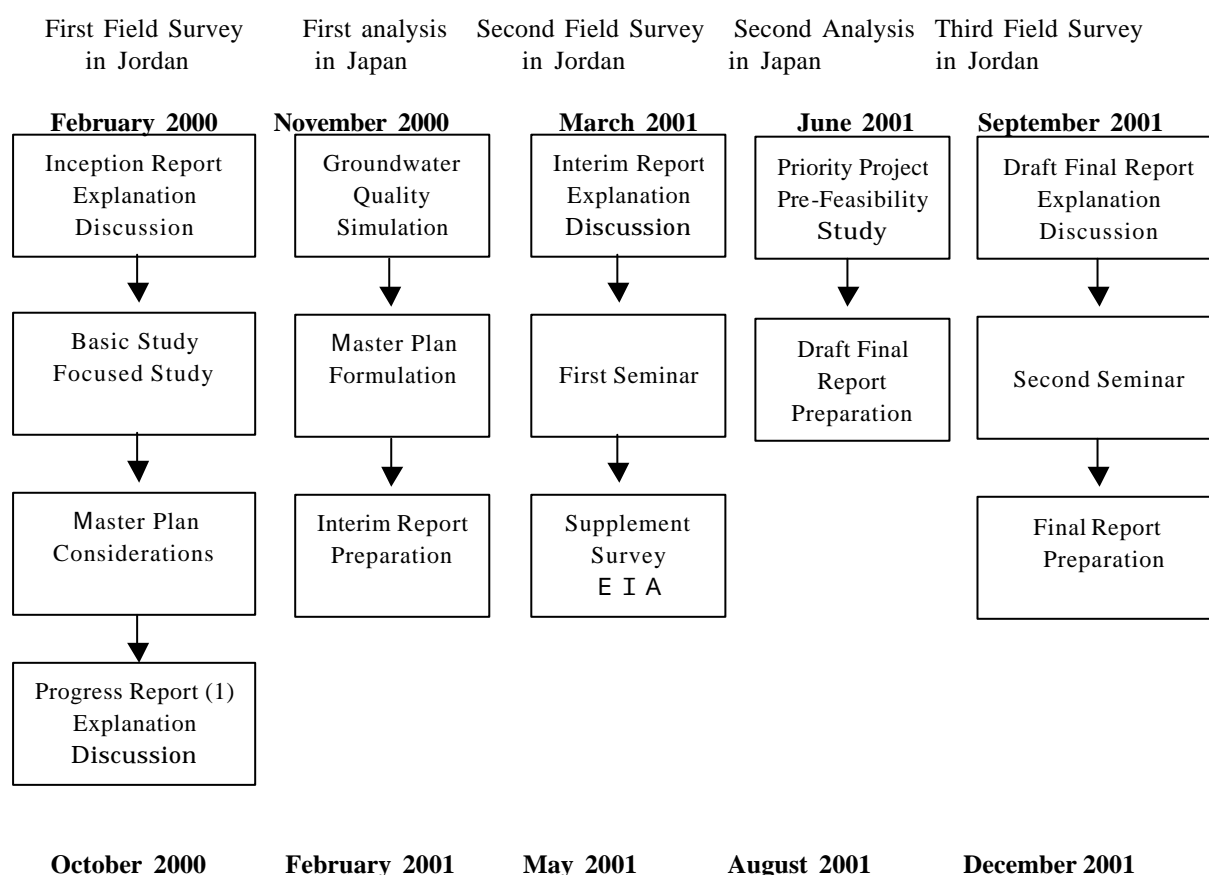 First Field Survey
in Jordan
First analysis
in Japan
Second Field Survey
in Jordan
Second Analysis
in Japan
Third Field Survey
in Jordan
February 2000
November 2000
March 2001
June 2001
September 2001
Inception Report
Explanation
Discussion
Basic Study
Focused Study
Master Plan
Considerations
Progress Report (1)
Explanation
Discussion
Groundwater
Quality
Simulation
Master Plan
Formulation
Interim Report
Preparation
Interim Report
Explanation
Discussion
First Seminar
Supplement
Survey
E I A
Priority Project
Pre-Feasibility
Study
Draft Final
Report
Preparation
Draft Final Report
Explanation
Discussion
Second Seminar
Final Report
Preparation
October 2000
February 2001
May 2001
August 2001
December 2001